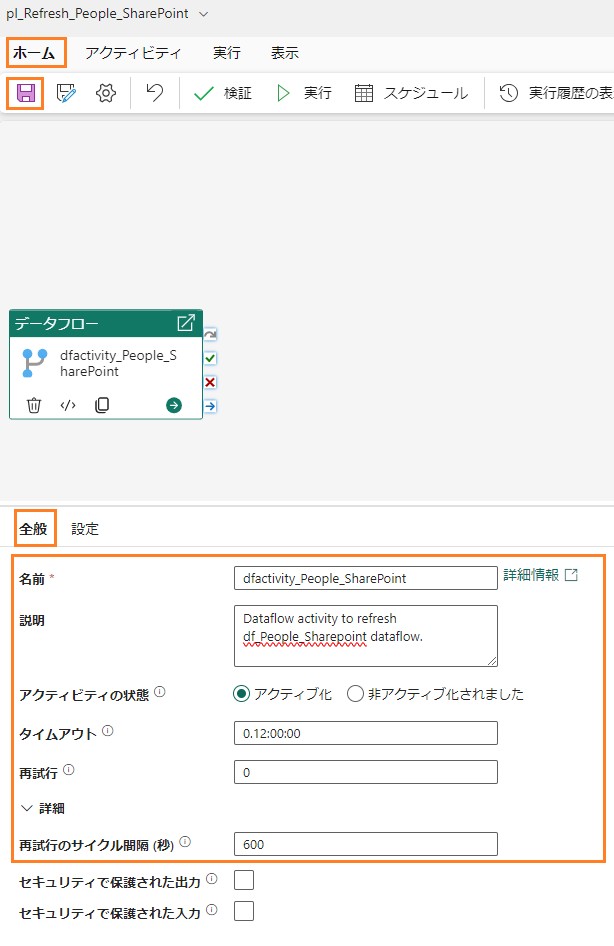 pl_Refresh_People_SharePoint
ホーム アクティビティ 実行 表示
検証 実行 スケジュール 実行履歴の表
データフロー
dfactivity_People_S
harePoint
全般 設定
名前 * dfactivity_People_SharePoint 詳細情報
説明 Dataflow activity to refresh
df_People_Sharepoint dataflow.
アクティビティの状態 アクティブ化 非アクティブ化されました
タイムアウト 0.12:00:00
再試行 0
詳細
再試行のサイクル間隔 (秒) 600
セキュリティで保護された出力
セキュリティで保護された入力